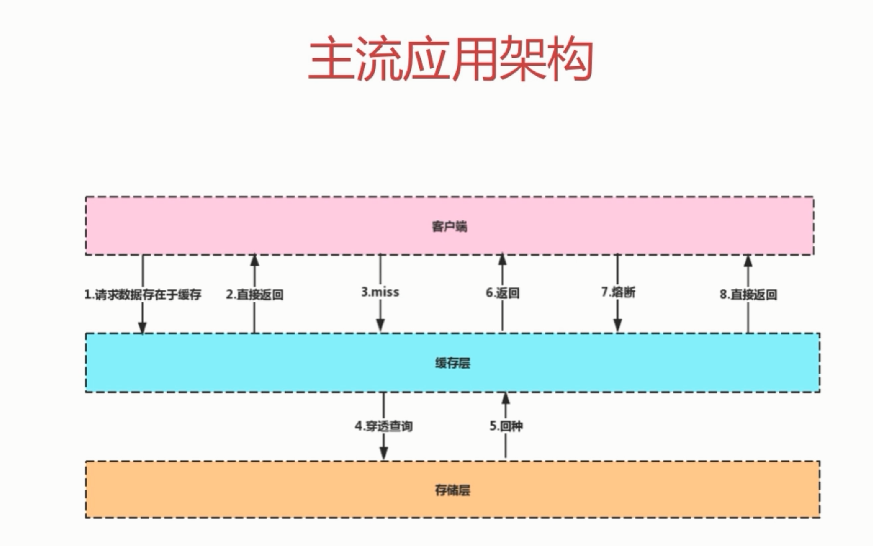 主流应用架构
客户端
1.请求数据存在于缓存
2.直接返回
3.miss
6.返回
7.熔断
8.直接返回
缓存层
4.穿透查询
5.回种
存储层